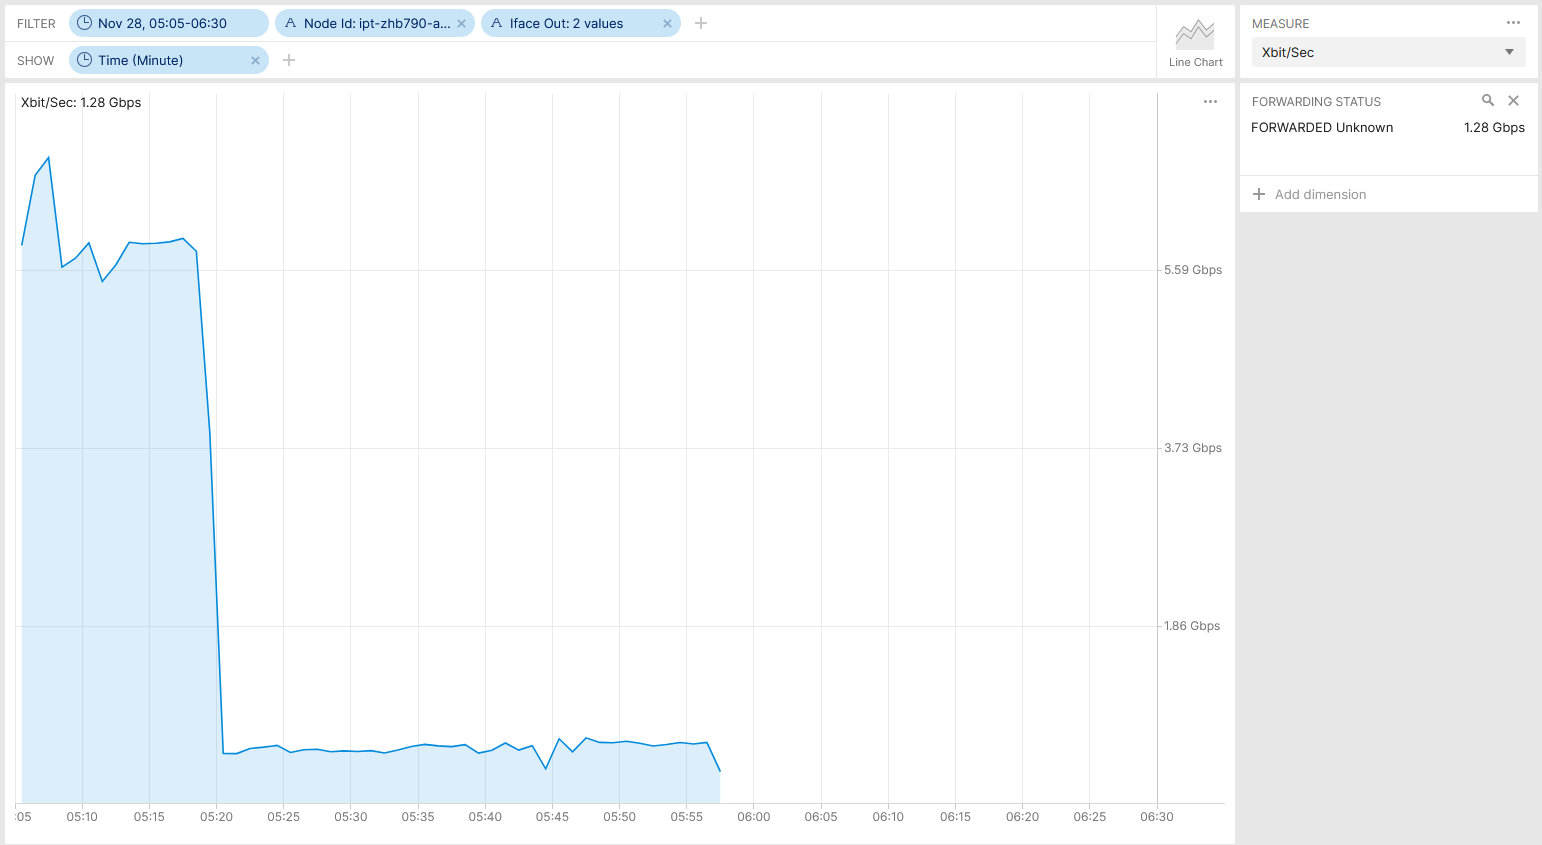 FILTER Nov 28, 05:05-06:30 Node Id: ipt-zhb790-a... Iface Out: 2 values
SHOW Time (Minute)
Line Chart
MEASURE
Xbit/Sec
Xbit/Sec: 1.28 Gbps
FORWARDING STATUS
FORWARDED Unknown 1.28 Gbps
Add dimension
5.59 Gbps
3.73 Gbps
1.86 Gbps
:05 05:10 05:15 05:20 05:25 05:30 05:35 05:40 05:45 05:50 05:55 06:00 06:05 06:10 06:15 06:20 06:25 06:30